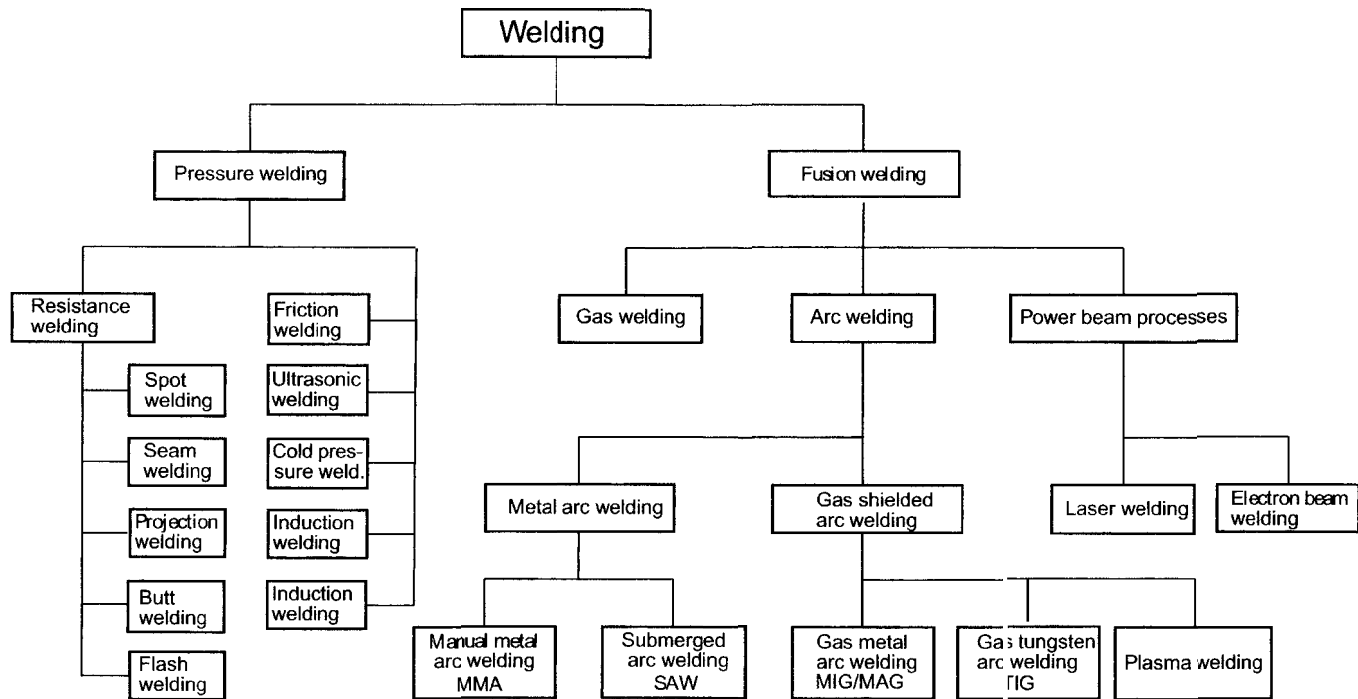 Welding
Pressure welding
Fusion welding
Resistance
welding
Friction
welding
Gas welding
Arc welding
Power beam processes
Spot
welding
Ultrasonic
welding
Seam
welding
Cold pres-
sure weld.
Metal arc welding
Gas shielded
arc welding
Laser welding
Electron beam
welding
Projection
welding
Induction
welding
Butt
welding
Induction
welding
Manual metal
arc welding
MMA
Submerged
arc welding
SAW
Gas metal
arc welding
MIG/MAG
Gas tungsten
arc welding
TIG
Plasma welding
Flash
welding